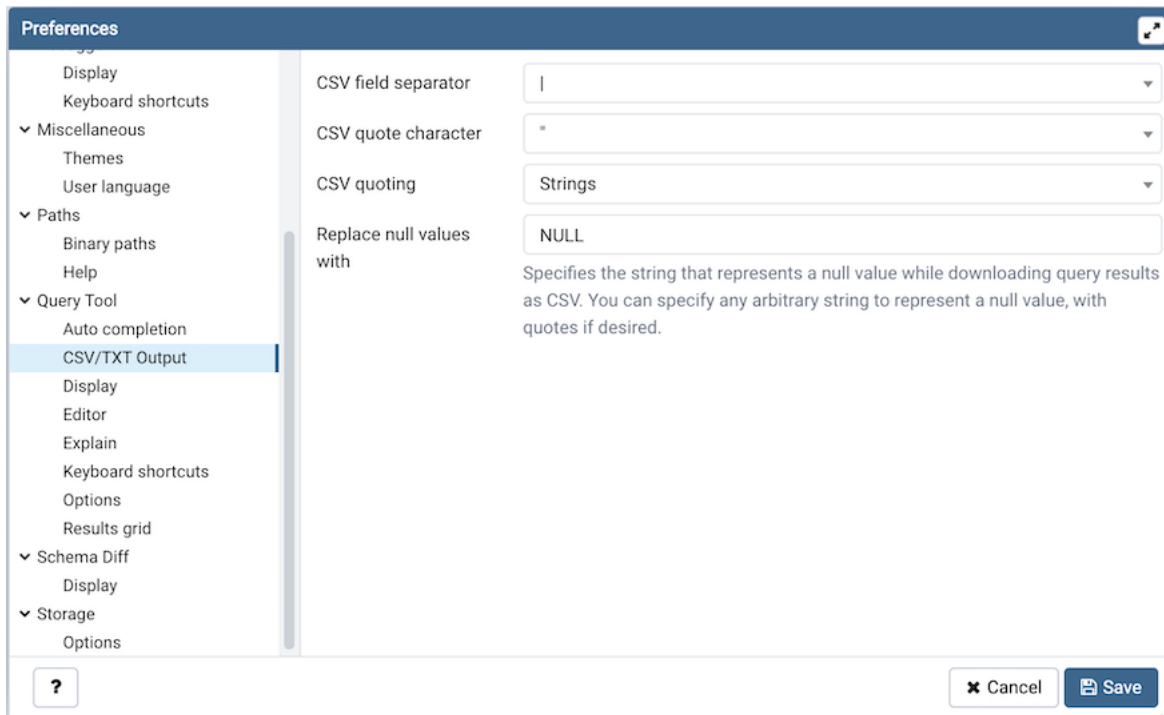 Preferences
Display
Keyboard shortcuts
Miscellaneous
Themes
User language
Paths
Binary paths
Help
Query Tool
Auto completion
CSV/TXT Output
Display
Editor
Explain
Keyboard shortcuts
Options
Results grid
Schema Diff
Display
Storage
Options
CSV field separator
|
CSV quote character
"
CSV quoting
Strings
Replace null values
with
NULL
Specifies the string that represents a null value while downloading query results
as CSV. You can specify any arbitrary string to represent a null value, with
quotes if desired.
?
Cancel
Save